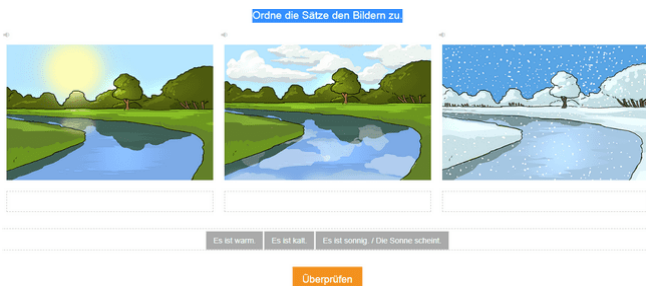 Ordne die Sätze den Bildern zu.
Es ist warm. Es ist kalt. Es ist sonnig. / Die Sonne scheint.
Überprüfen